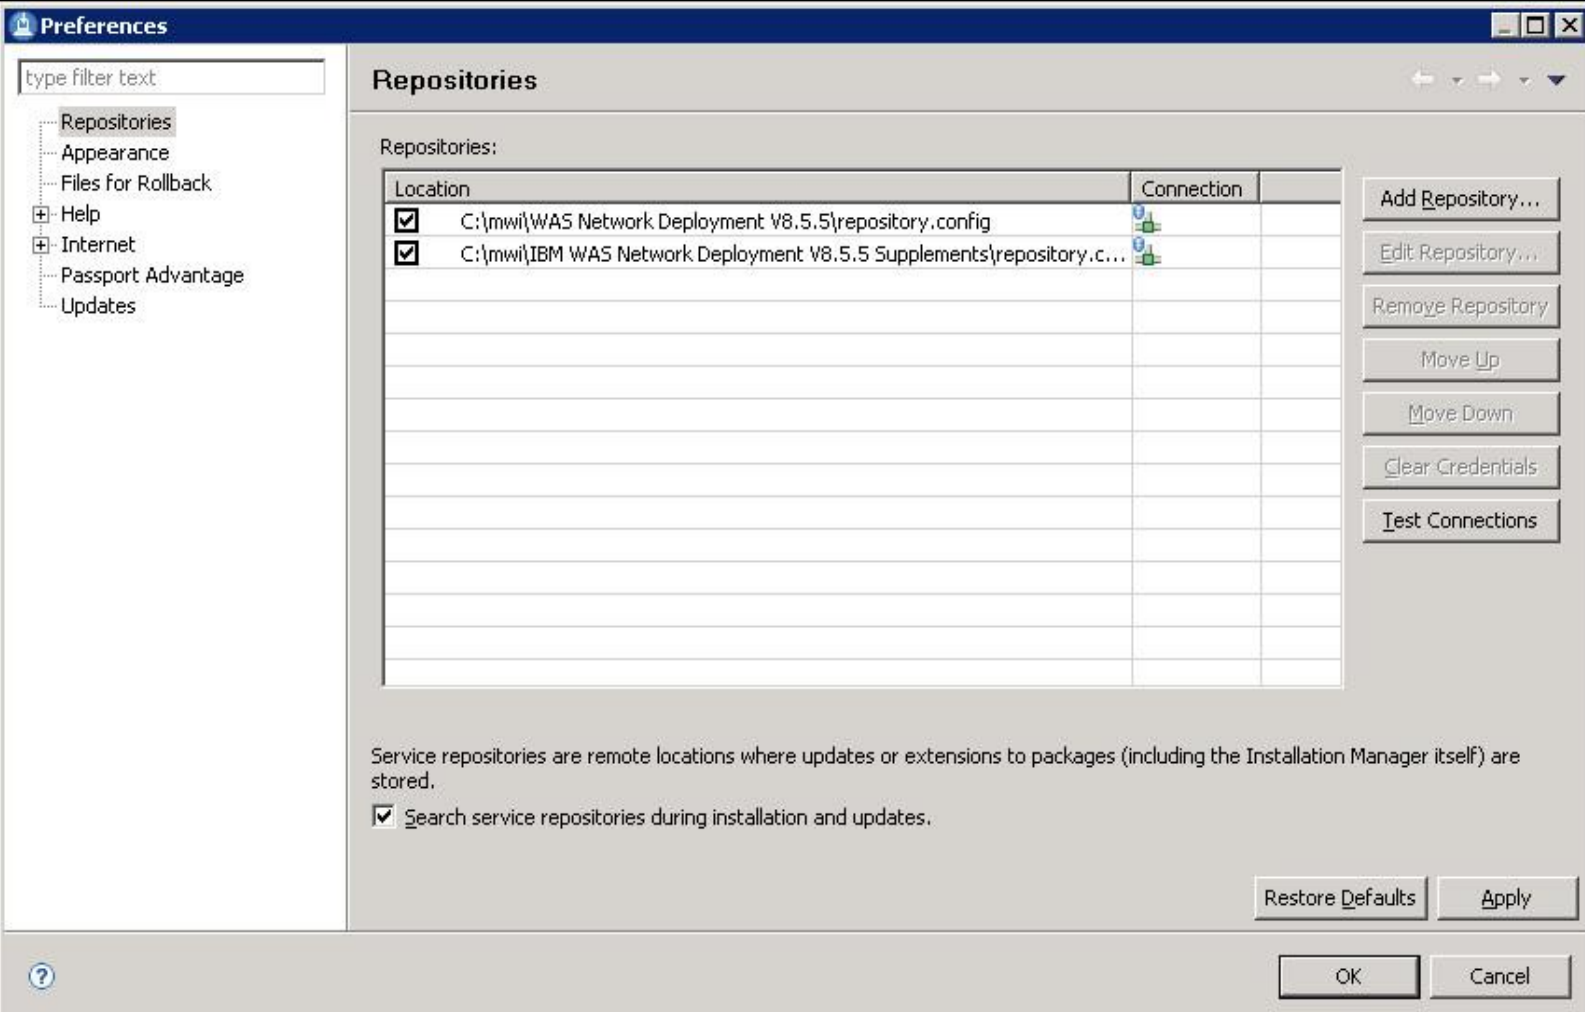 Preferences
type filter text
Repositories
Appearance
Files for Rollback
Help
Internet
Passport Advantage
Updates
Repositories
Repositories:
Location Connection
C:\mwi\WAS Network Deployment V8.5.5\repository.config
C:\mwi\IBM WAS Network Deployment V8.5.5 Supplements\repository.c...
Add Repository...
Edit Repository...
Remove Repository
Move Up
Move Down
Clear Credentials
Test Connections
Service repositories are remote locations where updates or extensions to packages (including the Installation Manager itself) are
stored.
Search service repositories during installation and updates.
Restore Defaults Apply
OK Cancel